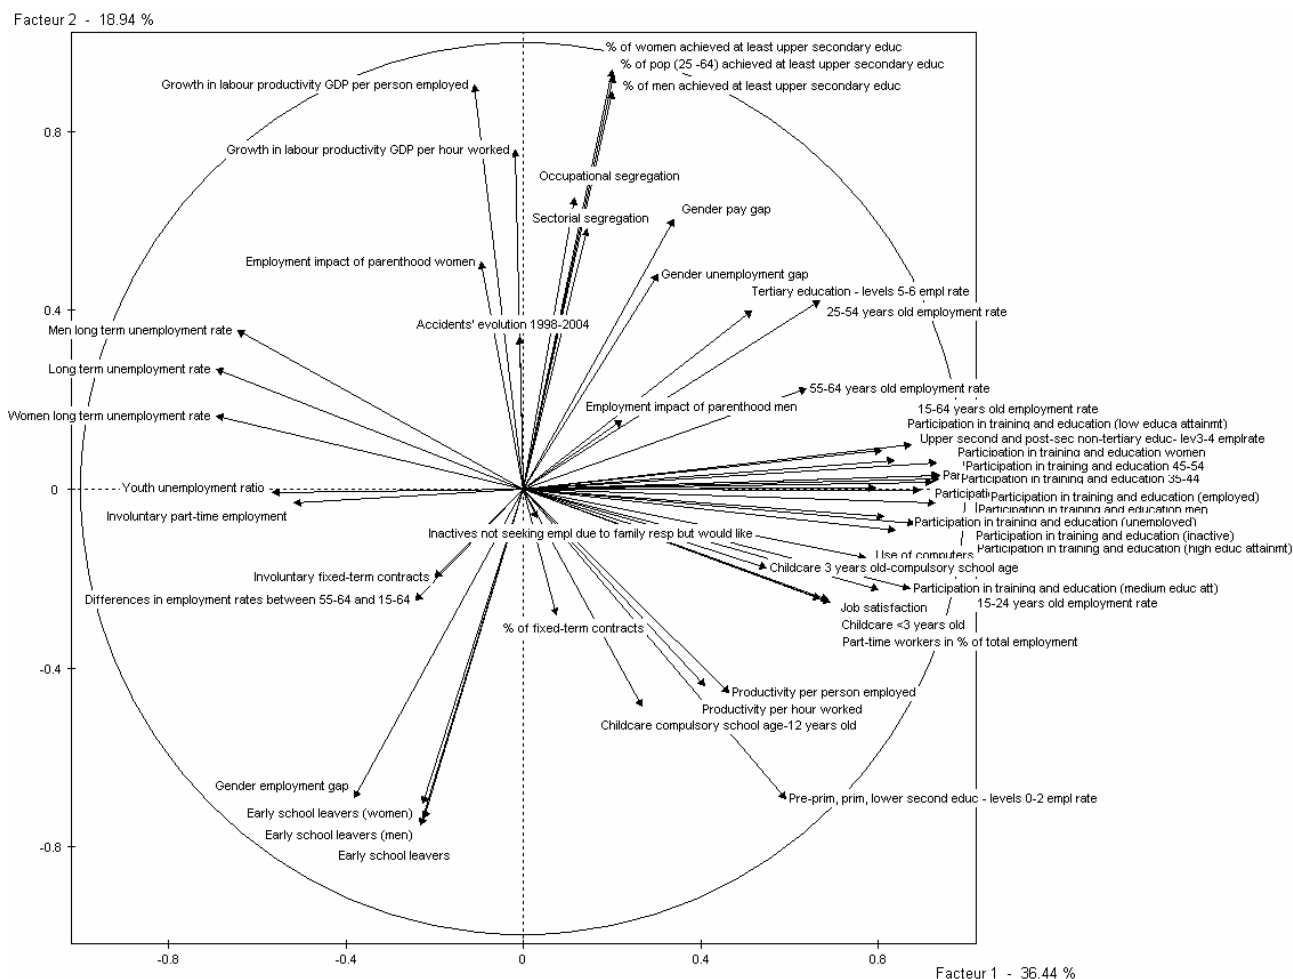 Facteur 2 - 18.94 %
% of women achieved at least upper secondary educ
% of pop (25 -64) achieved at least upper secondary educ
Growth in labour productivity GDP per person employed
% of men achieved at least upper secondary educ
0.8
Growth in labour productivity GDP per hour worked
Occupational segregation
Gender pay gap
Sectorial segregation
Employment impact of parenthood women
Gender unemployment gap
Tertiary education - levels 5-6 empl rate
0.4
25-54 years old employment rate
Accidents' evolution 1998-2004
Men long term unemployment rate
Long term unemployment rate
55-64 years old employment rate
Employment impact of parenthood men
15-64 years old employment rate
Women long term unemployment rate
Participation in training and education (low educa attainmt)
Upper second and post-sec non-tertiary educ- lev3-4 emplrate
Participation in training and education women
Participation in training and education 45-54
Participation in training and education 35-44
Youth unemployment ratio
0
Participation in training and education (employed)
Involuntary part-time employment
Participation in training and education men
Participation in training and education (unemployed)
Inactives not seeking empl due to family resp but would like
Participation in training and education (inactive)
Participation in training and education (high educ attainmt)
Use of computers
Childcare 3 years old-compulsory school age
Involuntary fixed-term contracts
Participation in training and education (medium educ att)
Differences in employment rates between 55-64 and 15-64
15-24 years old employment rate
Job satisfaction
Childcare <3 years old
% of fixed-term contracts
Part-time workers in % of total employment
-0.4
Productivity per person employed
Productivity per hour worked
Childcare compulsory school age-12 years old
Gender employment gap
Pre-prim, prim, lower second educ - levels 0-2 empl rate
Early school leavers (women)
Early school leavers (men)
-0.8
Early school leavers
-0.8
-0.4
0
0.4
0.8
Facteur 1 - 36.44 %